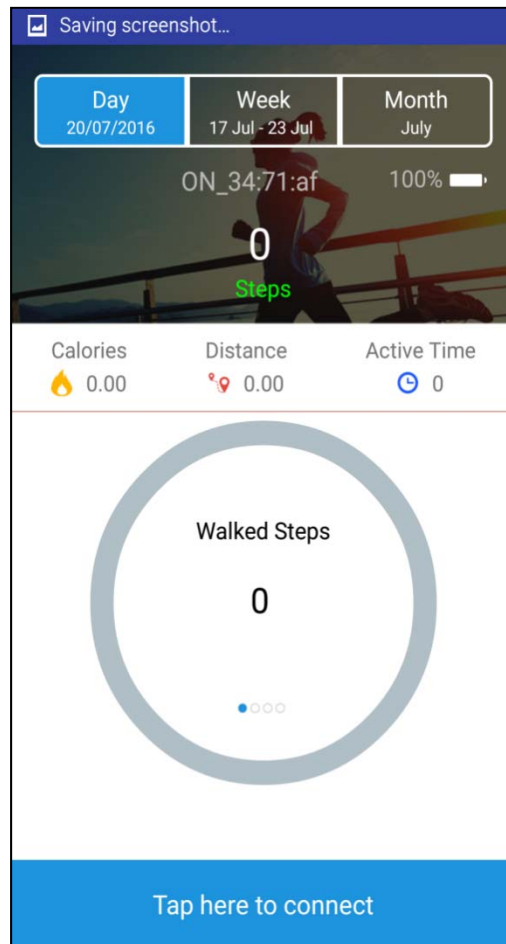 Saving screenshot...
Day
20/07/2016
Week
17 Jul - 23 Jul
Month
July
ON_34:71:af
100%
0
Steps
Calories
0.00
Distance
0.00
Active Time
0
Walked Steps
0
Tap here to connect